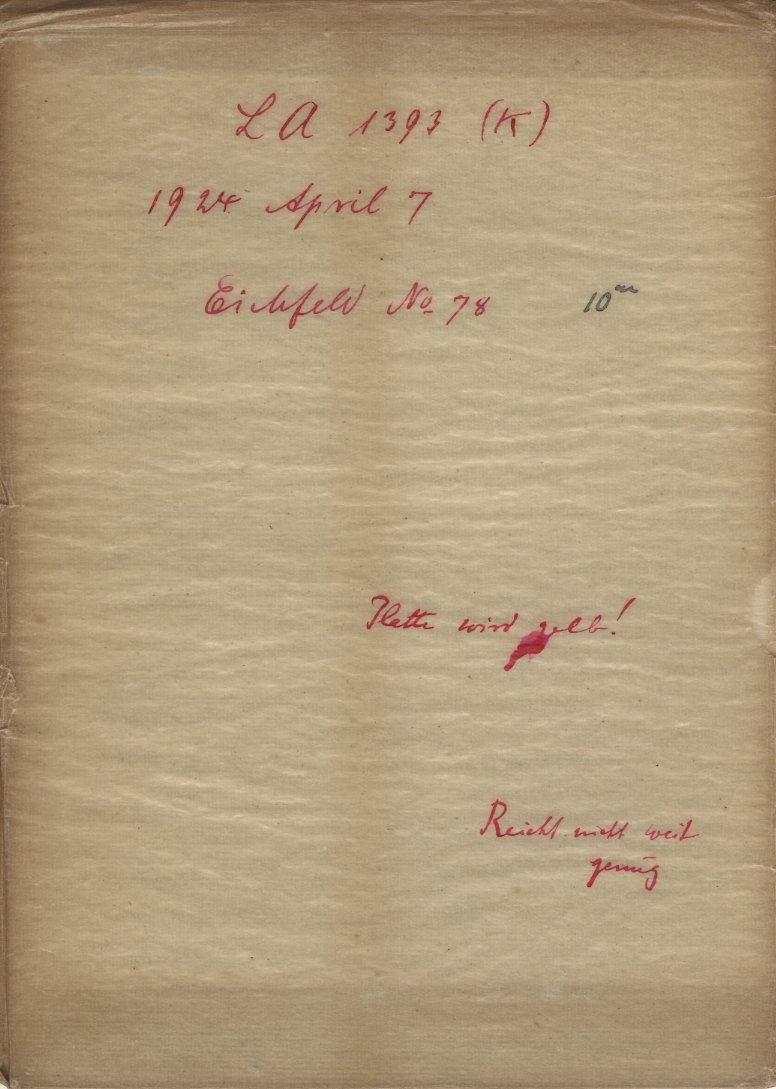 LA 1393 (K)
1924 April 7
Eichfeld No 78 10m
Platte wird gelb!
Reicht nicht weit
genug